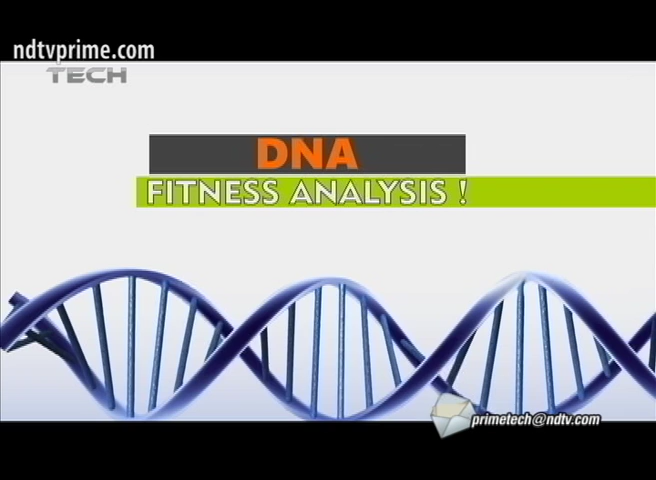 ndtvprime.com
TECH
DNA
FITNESS ANALYSIS !
primetech@ndtv.com